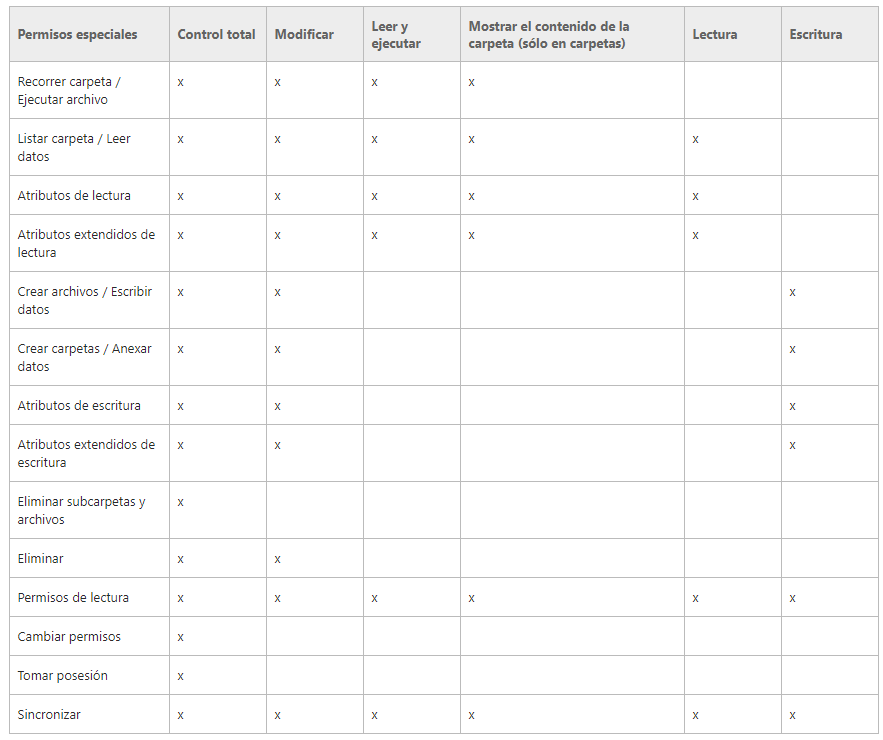 Permisos especiales Control total Modificar Leer y ejecutar Mostrar el contenido de la carpeta (sólo en carpetas) Lectura Escritura
Recorrer carpeta / Ejecutar archivo x x x x
Listar carpeta / Leer datos x x x x x
Atributos de lectura x x x x x
Atributos extendidos de lectura x x x x x
Crear archivos / Escribir datos x x x
Crear carpetas / Anexar datos x x x
Atributos de escritura x x x
Atributos extendidos de escritura x x x
Eliminar subcarpetas y archivos x
Eliminar x x
Permisos de lectura x x x x x x
Cambiar permisos x
Tomar posesión x
Sincronizar x x x x x x